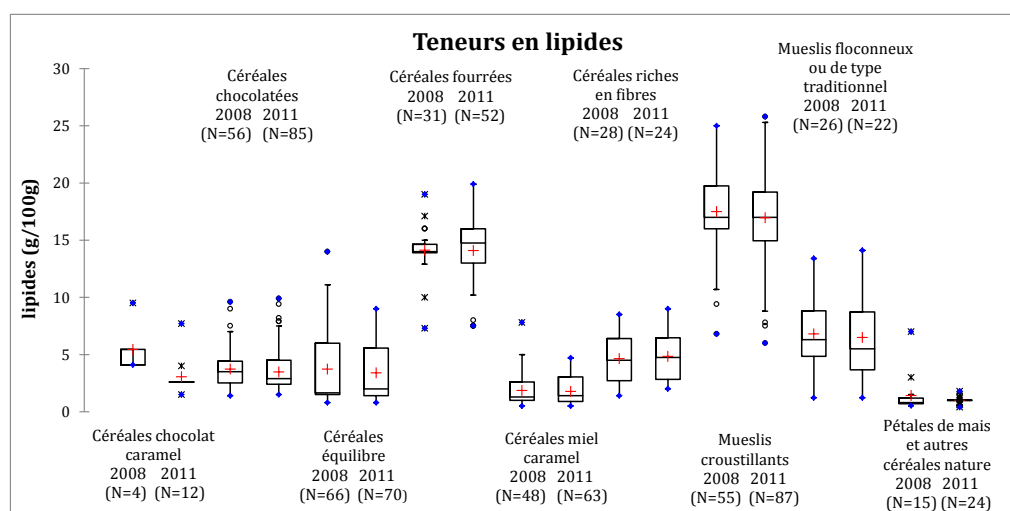 Teneurs en lipides
lipides (g/100g)
30
25
20
15
10
5
0
Céréales
chocolatées
2008 2011
(N=56) (N=85)
Céréales fourrées
2008 2011
(N=31) (N=52)
Céréales riches
en fibres
2008 2011
(N=28) (N=24)
Mueslis floconneux
ou de type
traditionnel
2008 2011
(N=26) (N=22)
Céréales chocolat
caramel
2008 2011
(N=4) (N=12)
Céréales
équilibre
2008 2011
(N=66) (N=70)
Céréales miel
caramel
2008 2011
(N=48) (N=63)
Mueslis
croustillants
2008 2011
(N=55) (N=87)
Pétales de mais
et autres
céréales nature
2008 2011
(N=15) (N=24)